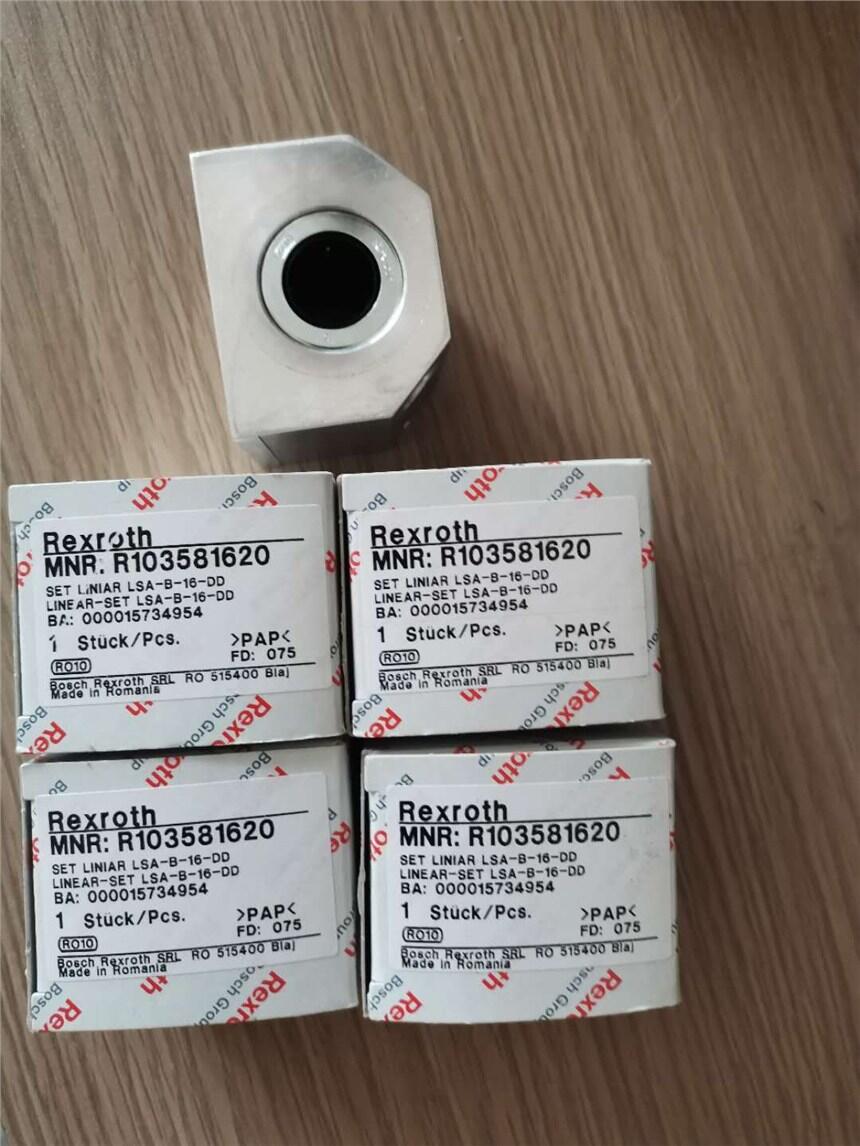 Rexroth
MNR: R103581620
SET LINIAR LSA-B-16-DD
LINEAR-SET LSA-B-16-DD
BA: 000015734954
1 Stück/Pcs. >PAP<
FD: 075
RO10
Bosch Rexroth SRL RO 515400 Blaj
Made in Romania
Rexroth
MNR: R103581620
SET LINIAR LSA-B-16-DD
LINEAR-SET LSA-B-16-DD
BA: 000015734954
1 Stück/Pcs. >PAP<
FD: 075
RO10
Bosch Rexroth SRL RO 515400 Blaj
Made in Romania
Rexroth
MNR: R103581620
SET LINIAR LSA-B-16-DD
LINEAR-SET LSA-B-16-DD
BA: 000015734954
1 Stück/Pcs. >PAP<
FD: 075
RO10
Bosch Rexroth SRL RO 515400 Blaj
Made in Romania
Rexroth
MNR: R103581620
SET LINIAR LSA-B-16-DD
LINEAR-SET LSA-B-16-DD
BA: 000015734954
1 Stück/Pcs. >PAP<
FD: 075
RO10
Bosch Rexroth SRL RO 515400 Blaj
Made in Romania